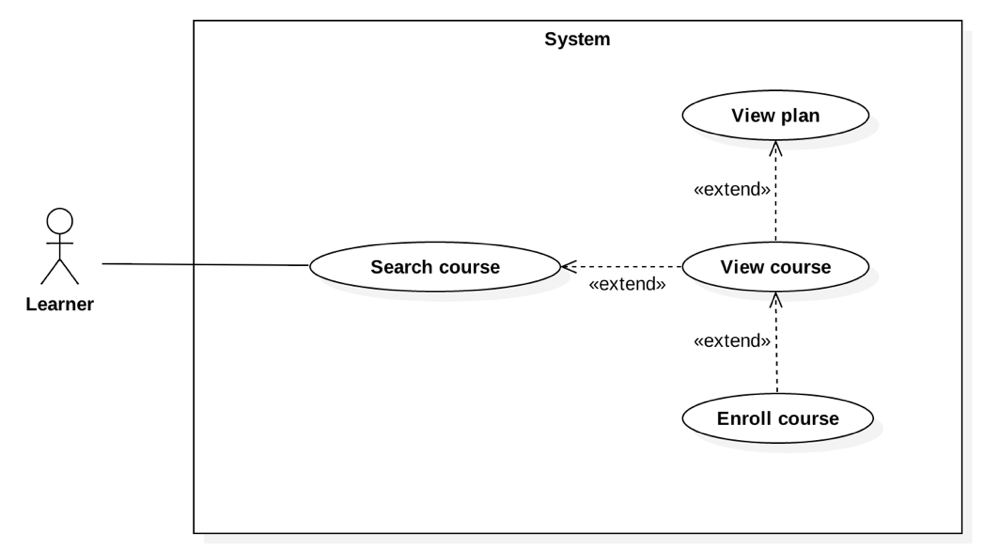 System
View plan
«extend»
Search course
View course
«extend»
Learner
«extend»
Enroll course